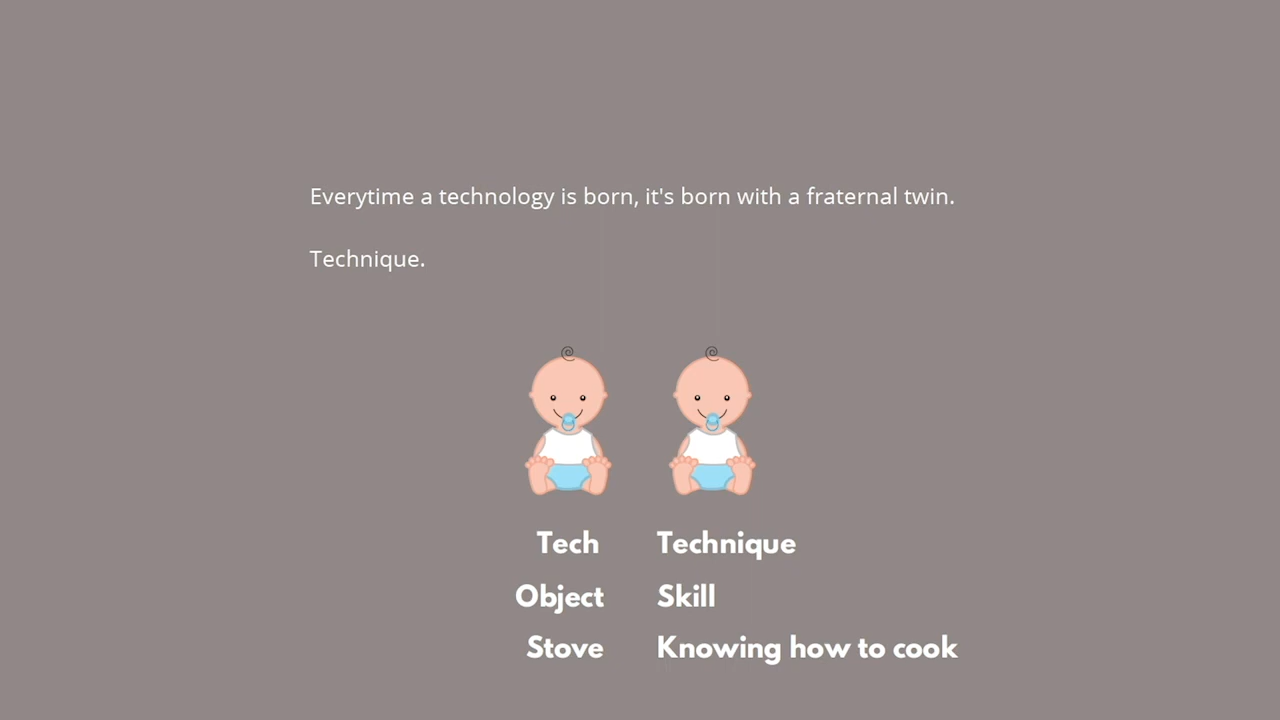 Everytime a technology is born, it's born with a fraternal twin.
Technique.
Tech Technique
Object Skill
Stove Knowing how to cook